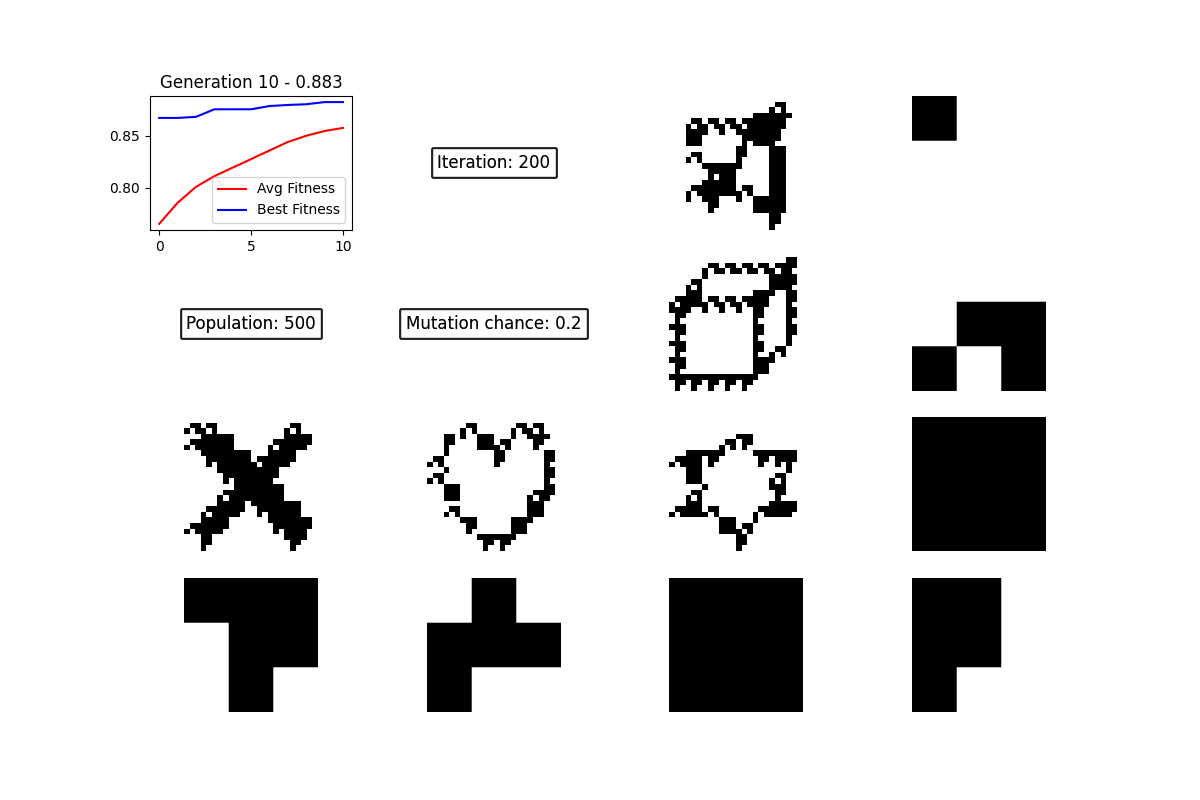 Generation 10 - 0.883
0.85
0.80
Avg Fitness
Best Fitness
0 5 10
Iteration: 200
Population: 500
Mutation chance: 0.2